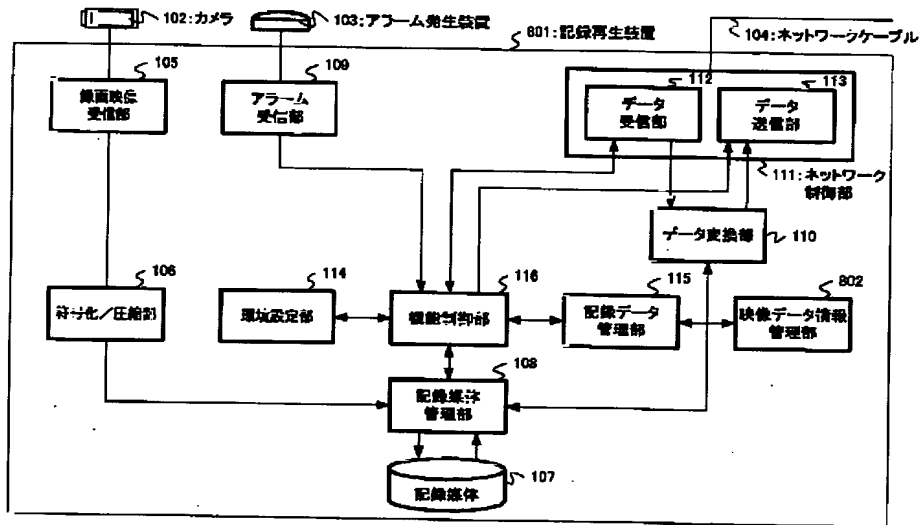 102:カメラ
103:アラーム発生装置
801:記録再生装置
104:ネットワークケーブル
105
109
112
113
録画映像
受信部
アラーム
受信部
データ
受信部
データ
送信部
111:ネットワーク
制御部
データ変換部
110
106
114
116
115
802
符号化/圧縮部
環境設定部
機能制御部
記録データ
管理部
映像データ情報
管理部
108
記録媒体
管理部
記録媒体
107